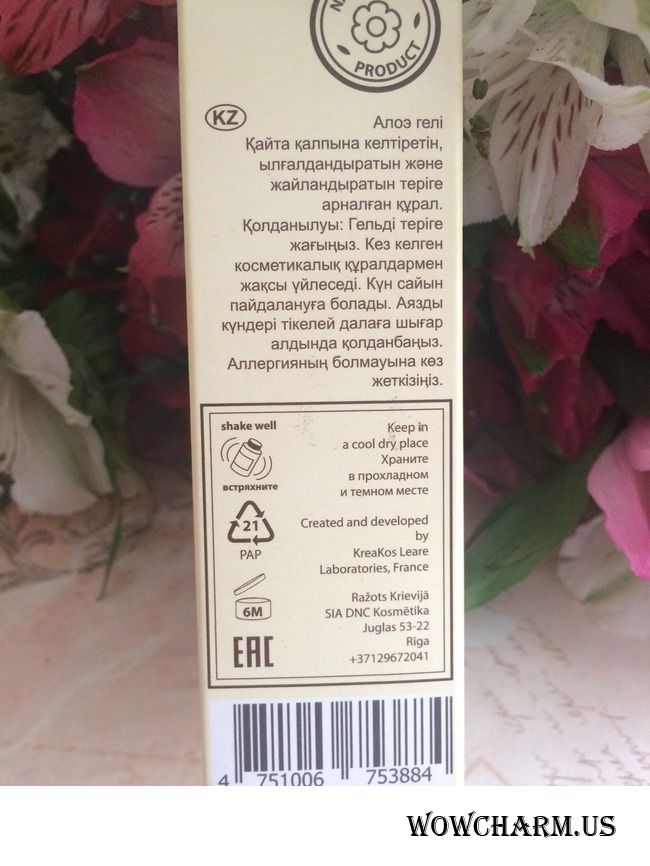 PRODUCT
KZ
Алоэ гелі
Қайта қалпына келтіретін,
ылғалдандыратын және
жайландыратын теріге
арналған құрал.
Қолданылуы: Гельді теріге
жағыңыз. Кез келген
косметикалық құралдармен
жақсы үйлеседі. Күн сайын
пайдалануға болады. Аязды
күндері тікелей далаға шығар
алдында қолданбаңыз.
Аллергияның болмауына көз
жеткізіңіз.
shake well
встряхните
21
PAP
6M
EAC
Keep in
a cool dry place
Храните
в прохладном
и темном месте
Created and developed
by
KreaKos Leare
Laboratories, France
Ražots Krievijā
SIA DNC Kosmētika
Juglas 53-22
Rīga
+37129672041
4 751006 753884
WOWCHARM.US